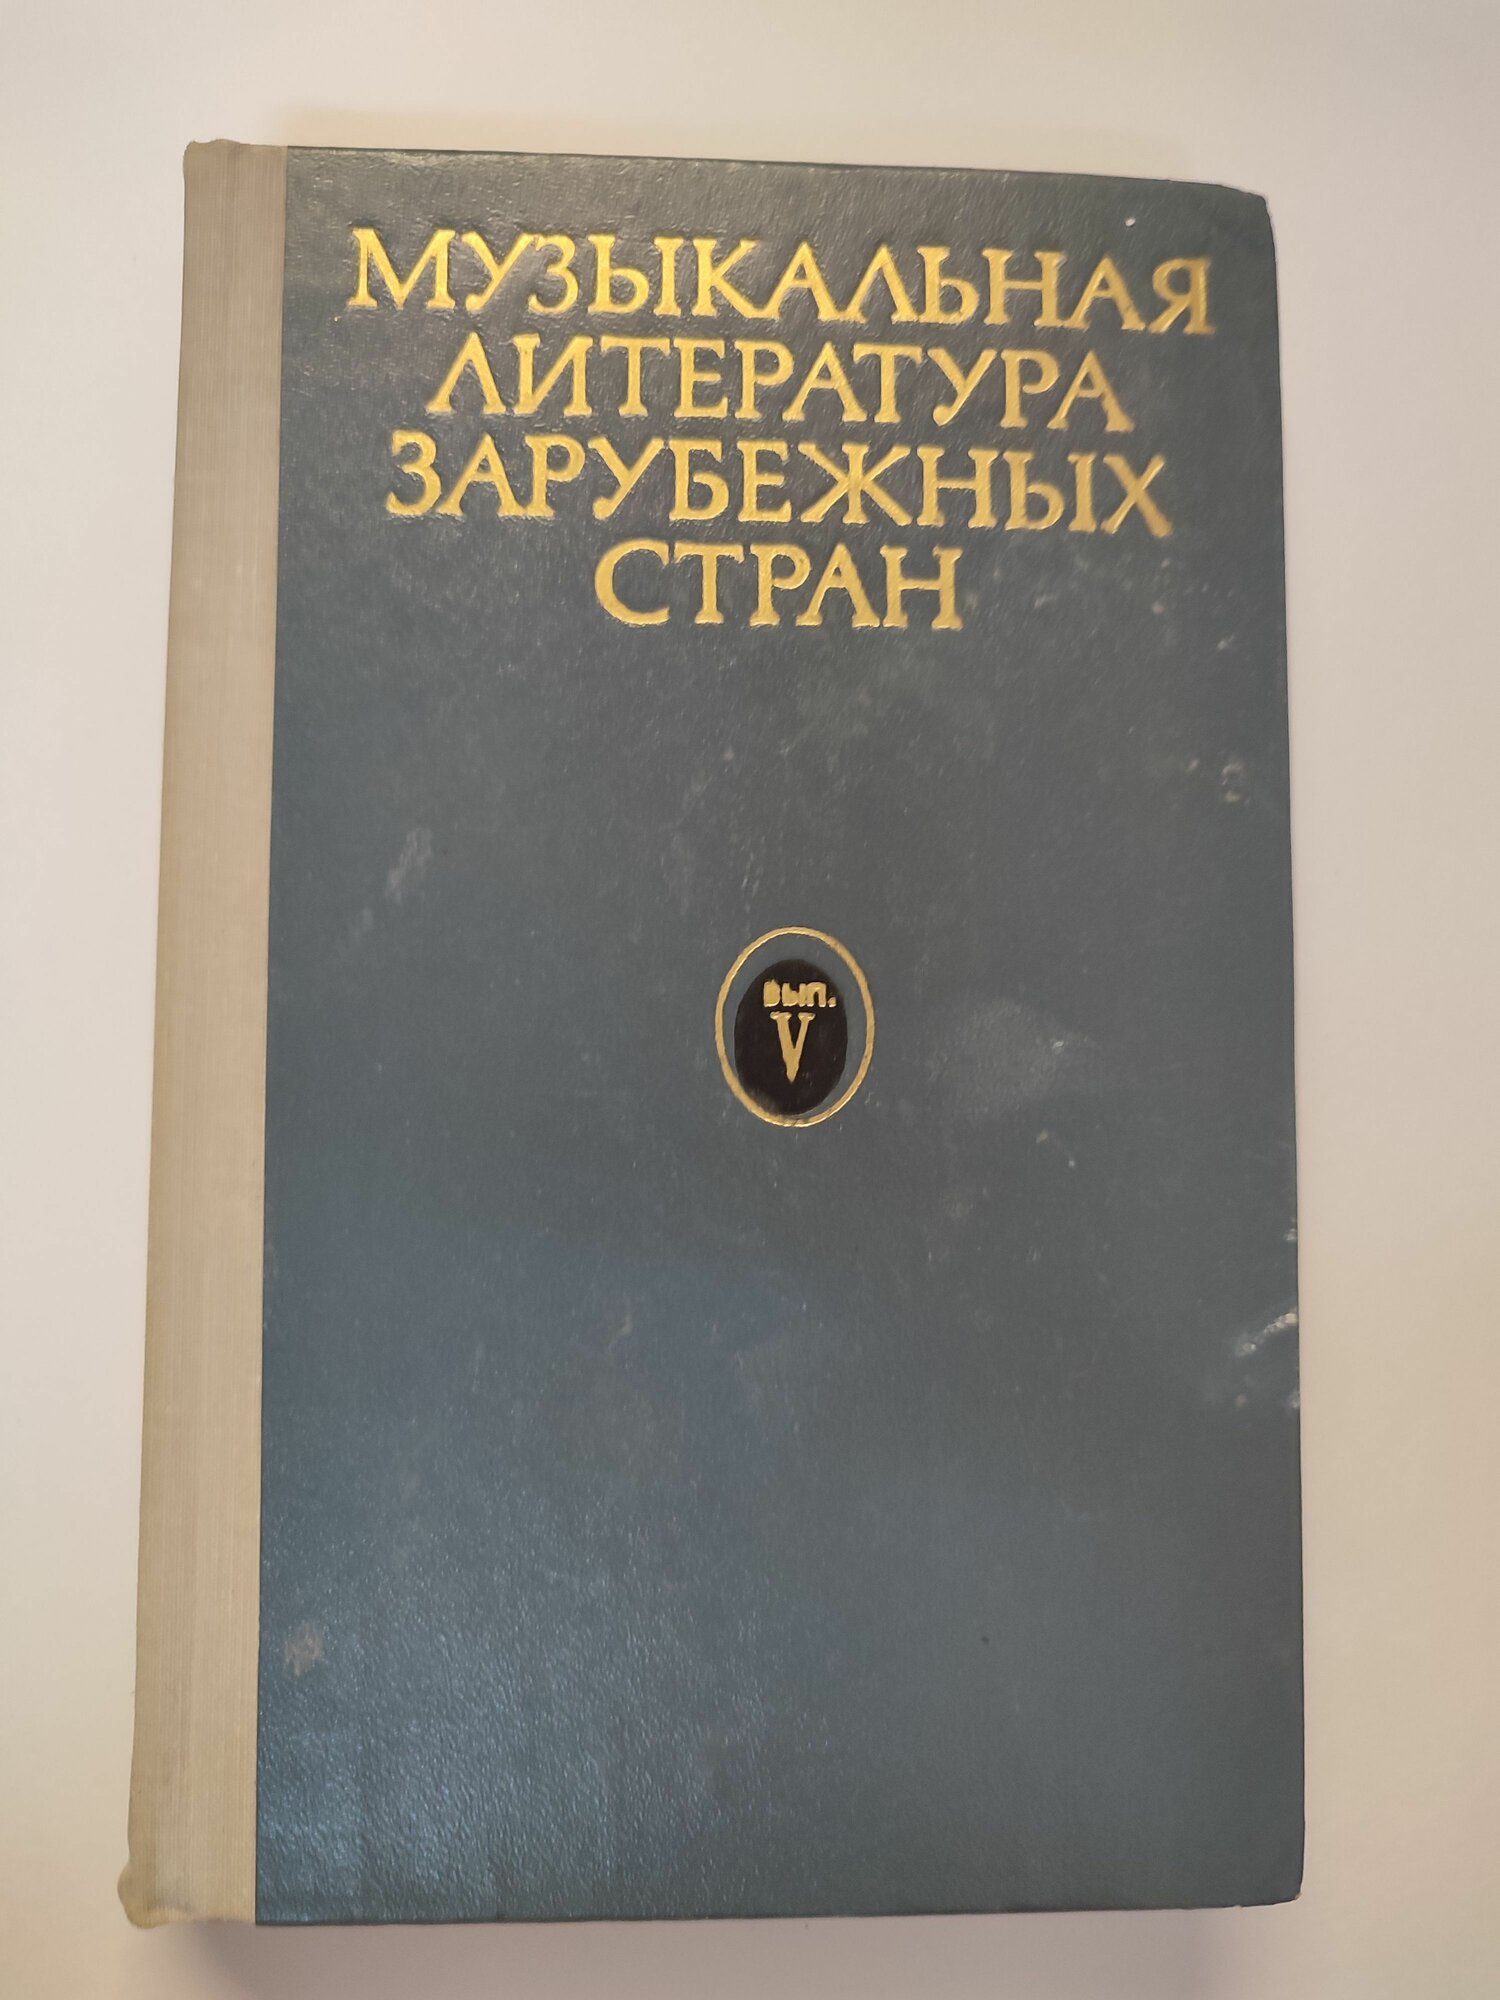 МУЗЫКАЛЬНАЯ
ЛИТЕРАТУРА
ЗАРУБЕЖНЫХ
СТРАН
ВЫП.
V